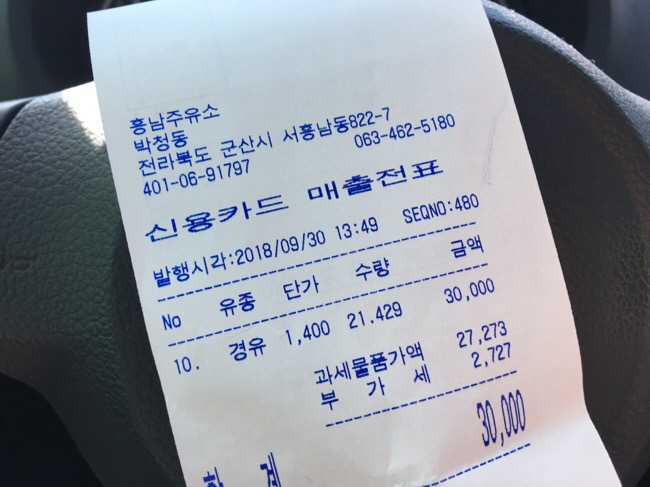 흥남주유소
박청동
전라북도 군산시 서흥남동822-7
401-06-91797 063-462-5180
신용카드 매출전표
발행시각:2018/09/30 13:49 SEQNO:480
No 유종 단가 수량 금액
10. 경유 1,400 21.429 30,000
과세물품가액 27,273
부 가 세 2,727
30,000
합 계